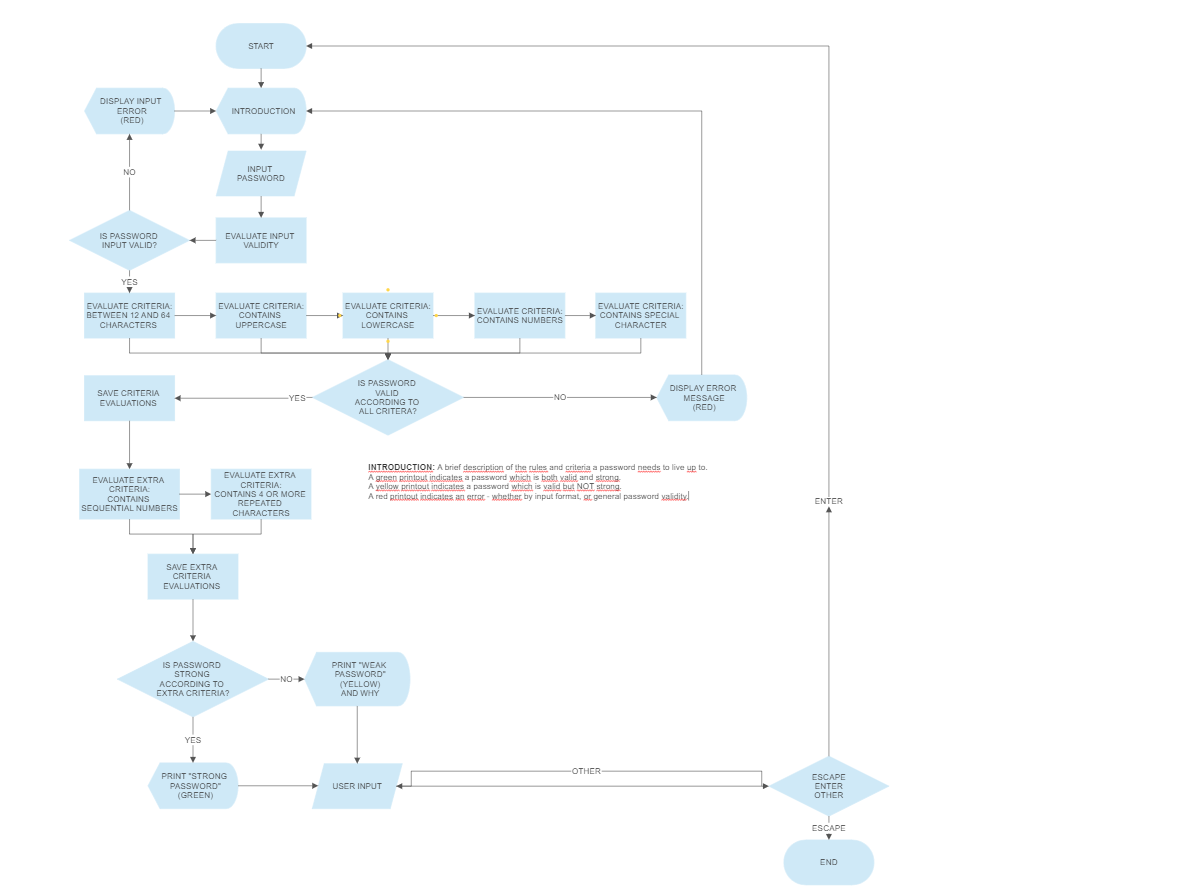 START
DISPLAY INPUT
ERROR
(RED)
INTRODUCTION
NO
INPUT
PASSWORD
IS PASSWORD
INPUT VALID?
EVALUATE INPUT
VALIDITY
YES
EVALUATE CRITERIA:
BETWEEN 12 AND 64
CHARACTERS
EVALUATE CRITERIA:
CONTAINS
UPPERCASE
EVALUATE CRITERIA:
CONTAINS
LOWERCASE
EVALUATE CRITERIA:
CONTAINS NUMBERS
EVALUATE CRITERIA:
CONTAINS SPECIAL
CHARACTER
SAVE CRITERIA
EVALUATIONS
YES
IS PASSWORD
VALID
ACCORDING TO
ALL CRITERA?
NO
DISPLAY ERROR
MESSAGE
(RED)
EVALUATE EXTRA
CRITERIA:
CONTAINS
SEQUENTIAL NUMBERS
EVALUATE EXTRA
CRITERIA:
CONTAINS 4 OR MORE
REPEATED
CHARACTERS
INTRODUCTION: A brief description of the rules and criteria a password needs to live up to.
A green printout indicates a password which is both valid and strong.
A yellow printout indicates a password which is valid but NOT strong.
A red printout indicates an error - whether by input format, or general password validity.
ENTER
SAVE EXTRA
CRITERIA
EVALUATIONS
IS PASSWORD
STRONG
ACCORDING TO
EXTRA CRITERIA?
NO
PRINT "WEAK
PASSWORD"
(YELLOW)
AND WHY
YES
PRINT "STRONG
PASSWORD"
(GREEN)
USER INPUT
OTHER
ESCAPE
ENTER
OTHER
ESCAPE
END